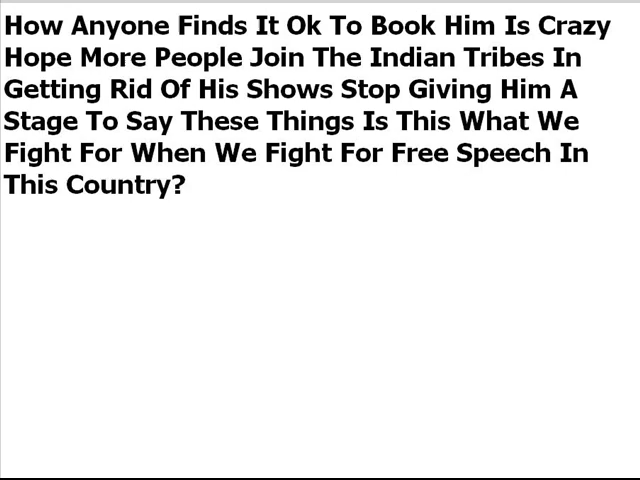 How Anyone Finds It Ok To Book Him Is Crazy
Hope More People Join The Indian Tribes In
Getting Rid Of His Shows Stop Giving Him A
Stage To Say These Things Is This What We
Fight For When We Fight For Free Speech In
This Country?